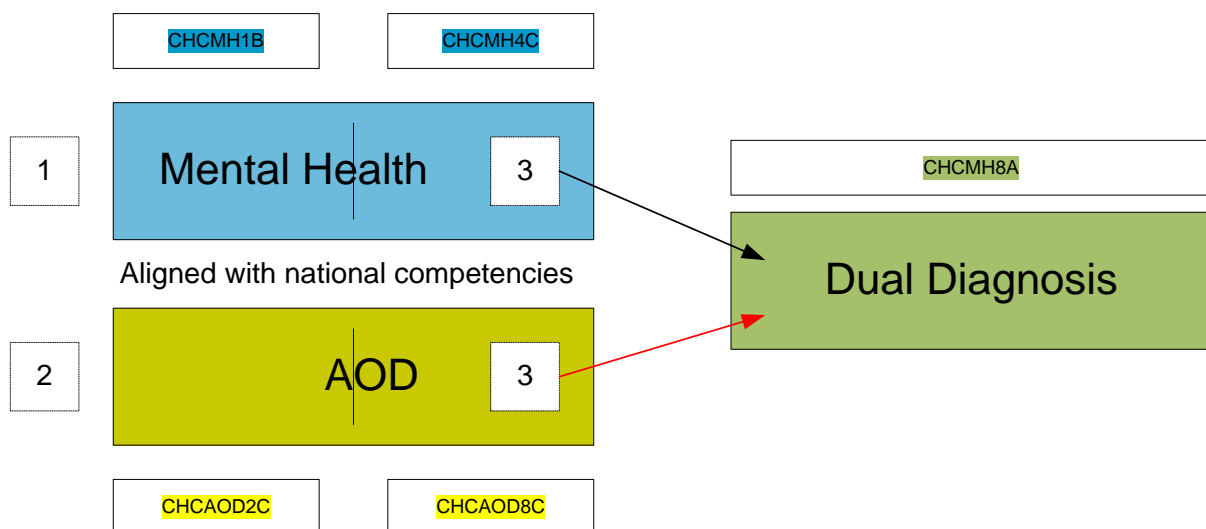 CHCMH1B
CHCMH4C
1
Mental Health
3
CHCMH8A
Aligned with national competencies
Dual Diagnosis
2
AOD
3
CHCAOD2C
CHCAOD8C